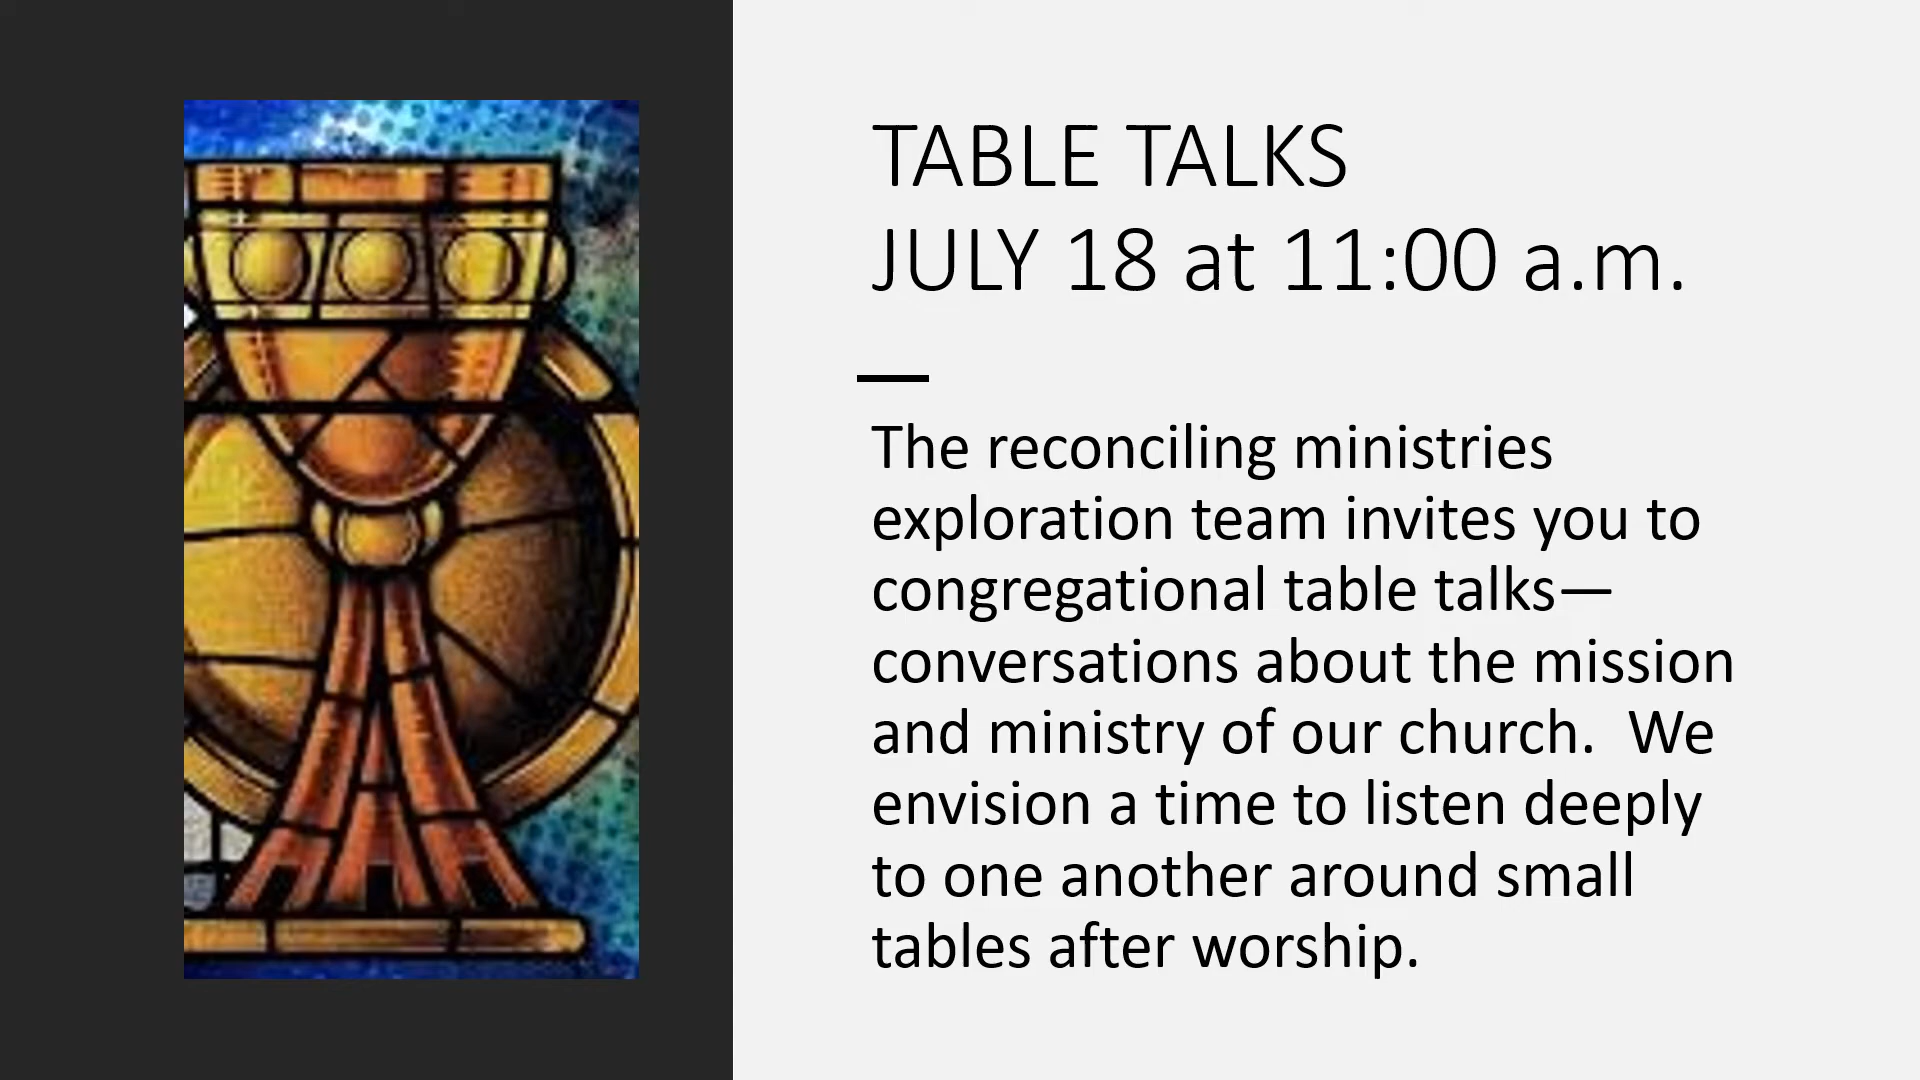 TABLE TALKS
JULY 18 at 11:00 a.m.
The reconciling ministries
exploration team invites you to
congregational table talks—
conversations about the mission
and ministry of our church.  We
envision a time to listen deeply
to one another around small
tables after worship.